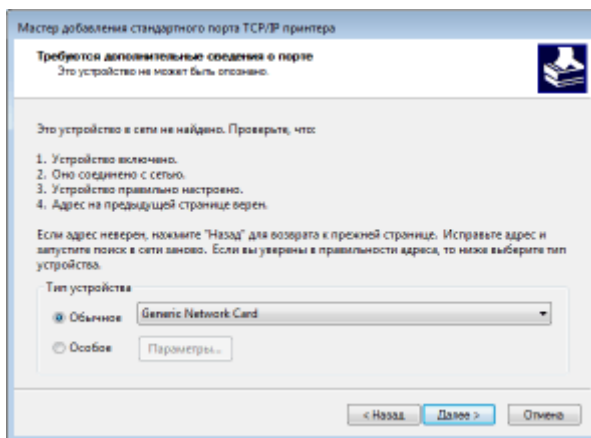 Мастер добавления стандартного порта TCP/IP принтера
Требуются дополнительные сведения о порте
Это устройство не может быть опознано.
Это устройство в сети не найдено. Проверьте, что:
1. Устройство включено.
2. Оно соединено с сетью.
3. Устройство правильно настроено.
4. Адрес на предыдущей странице верен.
Если адрес неверен, нажмите "Назад" для возврата к прежней странице. Исправьте адрес и
запустите поиск в сети заново. Если вы уверены в правильности адреса, то ниже выберите тип
устройства.
Тип устройства
Обычное Generic Network Card
Особое Параметры...
< Назад Далее > Отмена